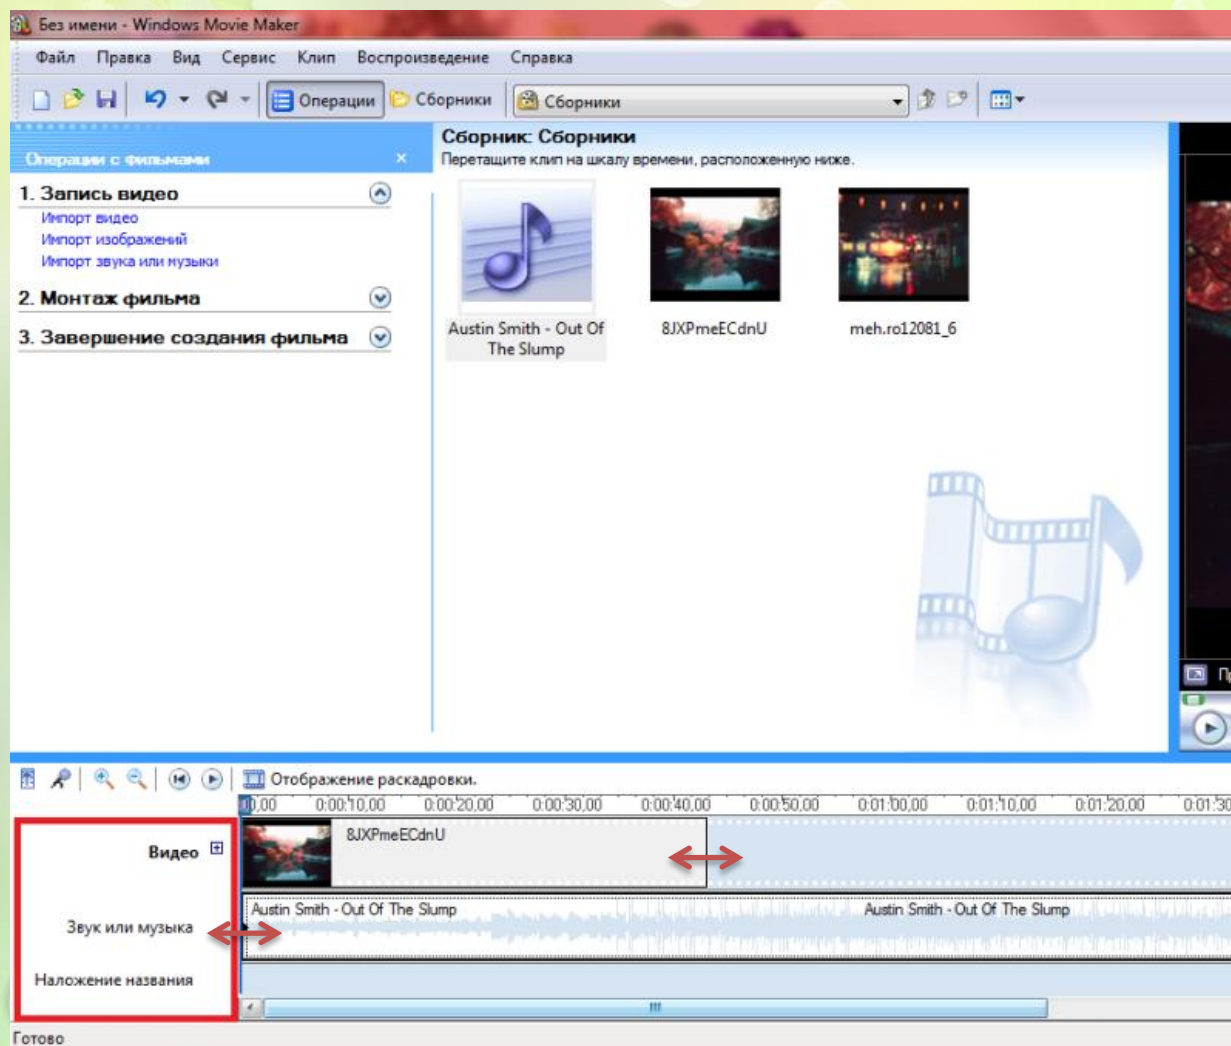 Без имени - Windows Movie Maker
Файл Правка Вид Сервис Клип Воспроизведение Справка
Операции Сборники Сборники
Операции с фильмами
Сборник: Сборники
Перетащите клип на шкалу времени, расположенную ниже.
1. Запись видео
Импорт видео
Импорт изображений
Импорт звука или музыки
2. Монтаж фильма
3. Завершение создания фильма
Austin Smith - Out Of The Slump
8JXPmeECdnU
meh.ro12081_6
Отображение раскадровки.
0:00:10,00 0:00:20,00 0:00:30,00 0:00:40,00 0:00:50,00 0:01:00,00 0:01:10,00 0:01:20,00
Видео
8JXPmeECdnU
Звук или музыка
Austin Smith - Out Of The Slump
Austin Smith - Out Of The Slump
Наложение названия
Готово